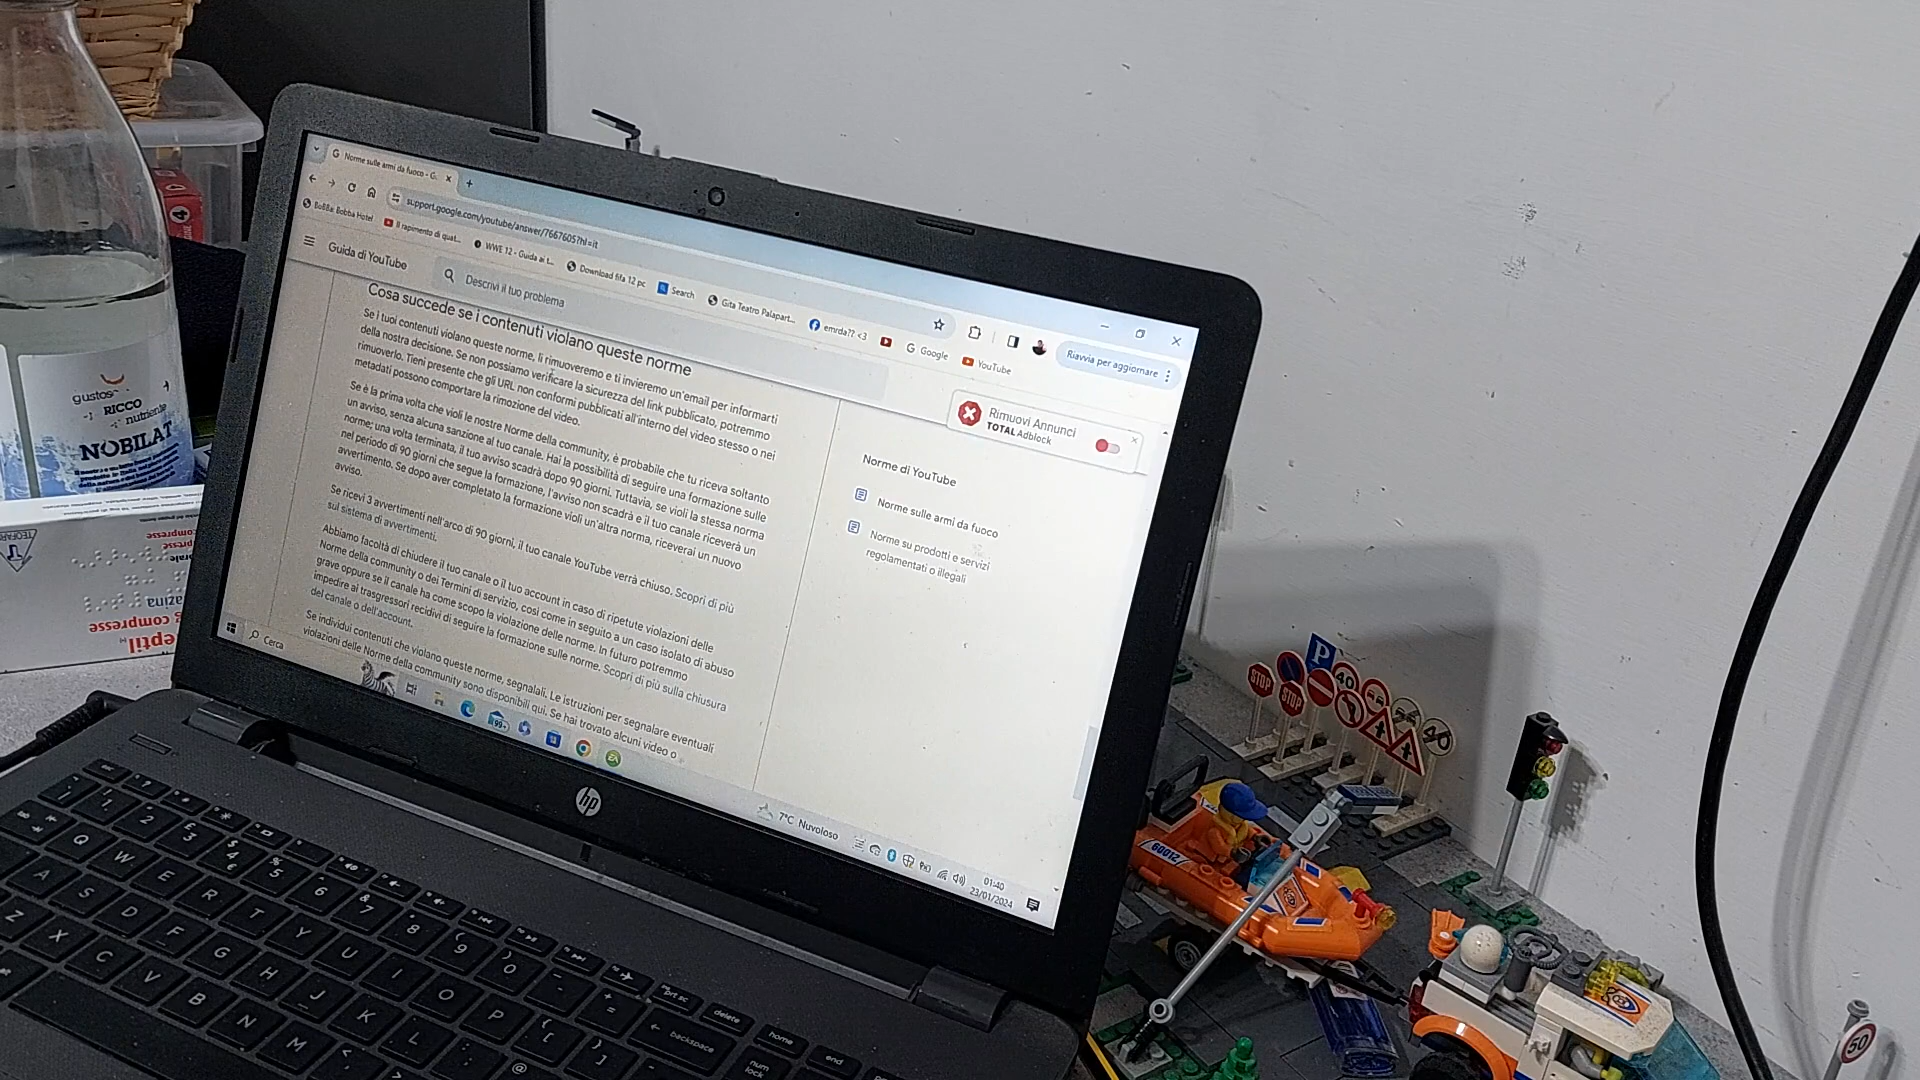 Norme sulle armi da fuoco - G
support.google.com/youtube/answer/7667605?hl=it
BoBBa: Bobba Hotel
Il rapimento di quat...
WWE 12 - Guida ai t...
Download fifa 12 pc
Search
Gita Teatro Palapart...
emrda?? <3
Google
YouTube
Riavvia per aggiornare
Guida di YouTube
Descrivi il tuo problema
Rimuovi Annunci
TOTAL Adblock
Cosa succede se i contenuti violano queste norme
Se i tuoi contenuti violano queste norme, li rimuoveremo e ti invieremo un'email per informarti
della nostra decisione. Se non possiamo verificare la sicurezza del link pubblicato, potremmo
rimuoverlo. Tieni presente che gli URL non conformi pubblicati all'interno del video stesso o nei
metadati possono comportare la rimozione del video.
Se è la prima volta che violi le nostre Norme della community, è probabile che tu riceva soltanto
un avviso, senza alcuna sanzione al tuo canale. Hai la possibilità di seguire una formazione sulle
norme; una volta terminata, il tuo avviso scadrà dopo 90 giorni. Tuttavia, se violi la stessa norma
nel periodo di 90 giorni che segue la formazione, l'avviso non scadrà e il tuo canale riceverà un
avvertimento. Se dopo aver completato la formazione violi un'altra norma, riceverai un nuovo
avviso.
Se ricevi 3 avvertimenti nell'arco di 90 giorni, il tuo canale YouTube verrà chiuso. Scopri di più
sul sistema di avvertimenti.
Abbiamo facoltà di chiudere il tuo canale o il tuo account in caso di ripetute violazioni delle
Norme della community o dei Termini di servizio, così come in seguito a un caso isolato di abuso
grave oppure se il canale ha come scopo la violazione delle norme. In futuro potremmo
impedire ai trasgressori recidivi di seguire la formazione sulle norme. Scopri di più sulla chiusura
del canale o dell'account.
Se individui contenuti che violano queste norme, segnalali. Le istruzioni per segnalare eventuali
violazioni delle Norme della community sono disponibili qui. Se hai trovato alcuni video o
Norme di YouTube
Norme sulle armi da fuoco
Norme su prodotti e servizi
regolamentati o illegali
Cerca
99+
7°C Nuvoloso
01:40
23/01/2024
hp
gustos
RICCO
nutriente
NOBILAT
compresse
STOP
STOP
P
40
40
60012
50
Q W E R T Y U I O P
A S D F G H J K L
Z X C V B N M
backspace
prt sc
delete
home
end
num
lock